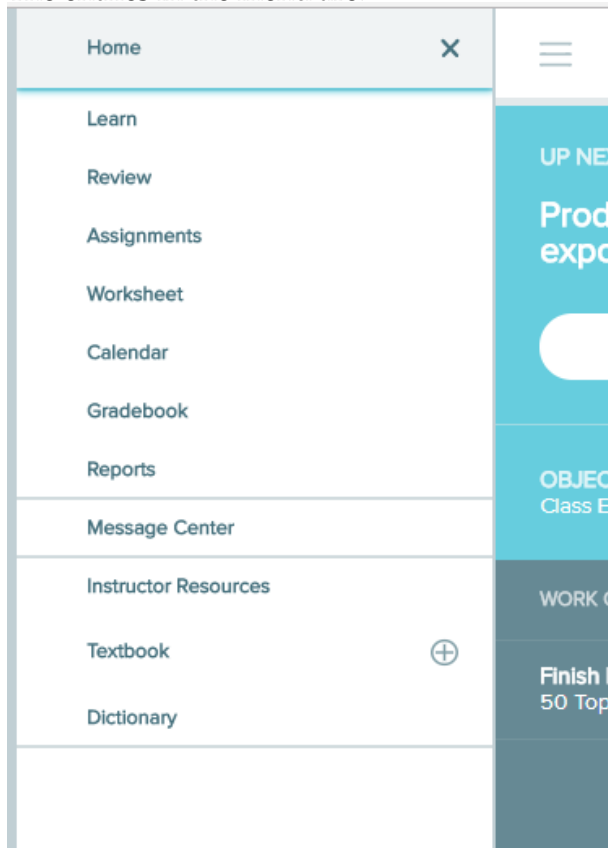 Home
Learn
Review
Assignments
Worksheet
Calendar
Gradebook
Reports
Message Center
Instructor Resources
Textbook
Dictionary
UP NE
Prod
expo
OBJEC
Class E
WORK
Finish
50 Top